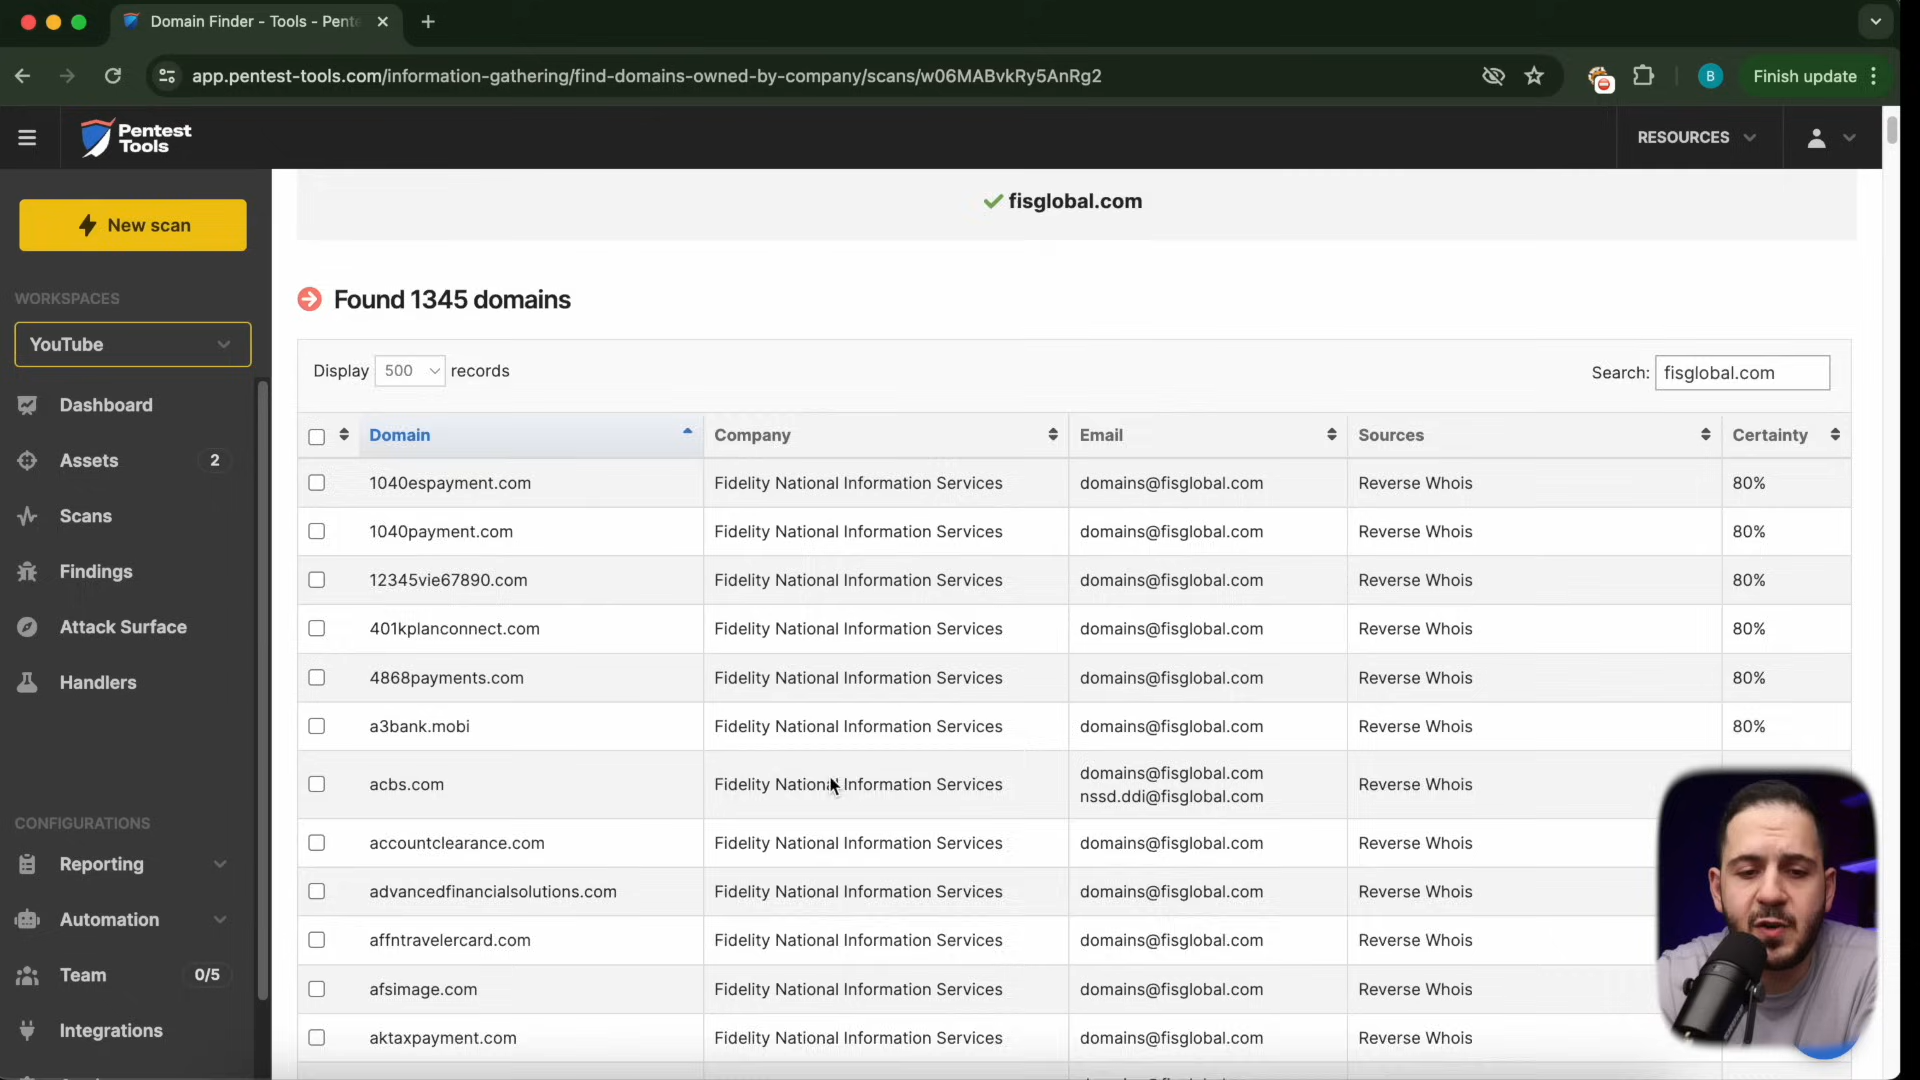 Domain Finder - Tools - Pente
app.pentest-tools.com/information-gathering/find-domains-owned-by-company/scans/w06MABvkRy5AnRg2
B
Finish update
Pentest
Tools
RESOURCES
New scan
WORKSPACES
YouTube
Dashboard
Assets 2
Scans
Findings
Attack Surface
Handlers
CONFIGURATIONS
Reporting
Automation
Team 0/5
Integrations
fisglobal.com
Found 1345 domains
Display 500 records
Search: fisglobal.com
Domain Company Email Sources Certainty
1040espayment.com Fidelity National Information Services domains@fisglobal.com Reverse Whois 80%
1040payment.com Fidelity National Information Services domains@fisglobal.com Reverse Whois 80%
12345vie67890.com Fidelity National Information Services domains@fisglobal.com Reverse Whois 80%
401kplanconnect.com Fidelity National Information Services domains@fisglobal.com Reverse Whois 80%
4868payments.com Fidelity National Information Services domains@fisglobal.com Reverse Whois 80%
a3bank.mobi Fidelity National Information Services domains@fisglobal.com Reverse Whois 80%
acbs.com Fidelity National Information Services domains@fisglobal.com Reverse Whois
nssd.ddi@fisglobal.com
accountclearance.com Fidelity National Information Services domains@fisglobal.com Reverse Whois
advancedfinancialsolutions.com Fidelity National Information Services domains@fisglobal.com Reverse Whois
affntravelercard.com Fidelity National Information Services domains@fisglobal.com Reverse Whois
afsimage.com Fidelity National Information Services domains@fisglobal.com Reverse Whois
aktaxpayment.com Fidelity National Information Services domains@fisglobal.com Reverse Whois